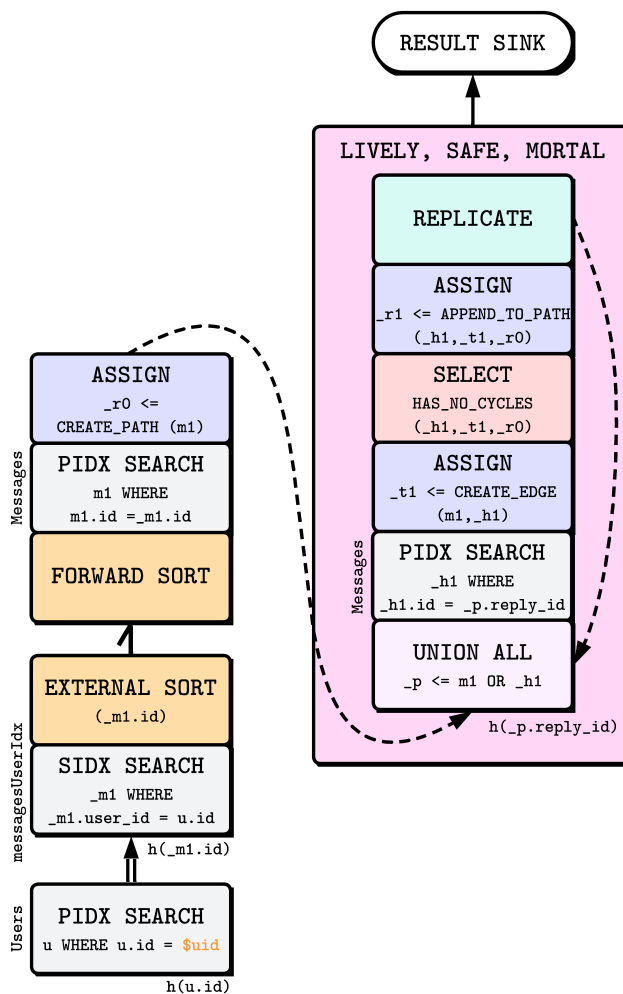 RESULT SINK
LIVELY, SAFE, MORTAL
REPLICATE
ASSIGN
_r1 <= APPEND_TO_PATH
(_h1,_t1,_r0)
SELECT
HAS_NO_CYCLES
(_h1,_t1,_r0)
ASSIGN
_t1 <= CREATE_EDGE
(m1,_h1)
Messages
PIDX SEARCH
_h1 WHERE
_h1.id = _p.reply_id
UNION ALL
_p <= m1 OR _h1
h(_p.reply_id)
ASSIGN
_r0 <=
CREATE_PATH (m1)
Messages
PIDX SEARCH
m1 WHERE
m1.id =_m1.id
FORWARD SORT
EXTERNAL SORT
(_m1.id)
messagesUserIdx
SIDX SEARCH
_m1 WHERE
_m1.user_id = u.id
h(_m1.id)
Users
PIDX SEARCH
u WHERE u.id = $uid
h(u.id)